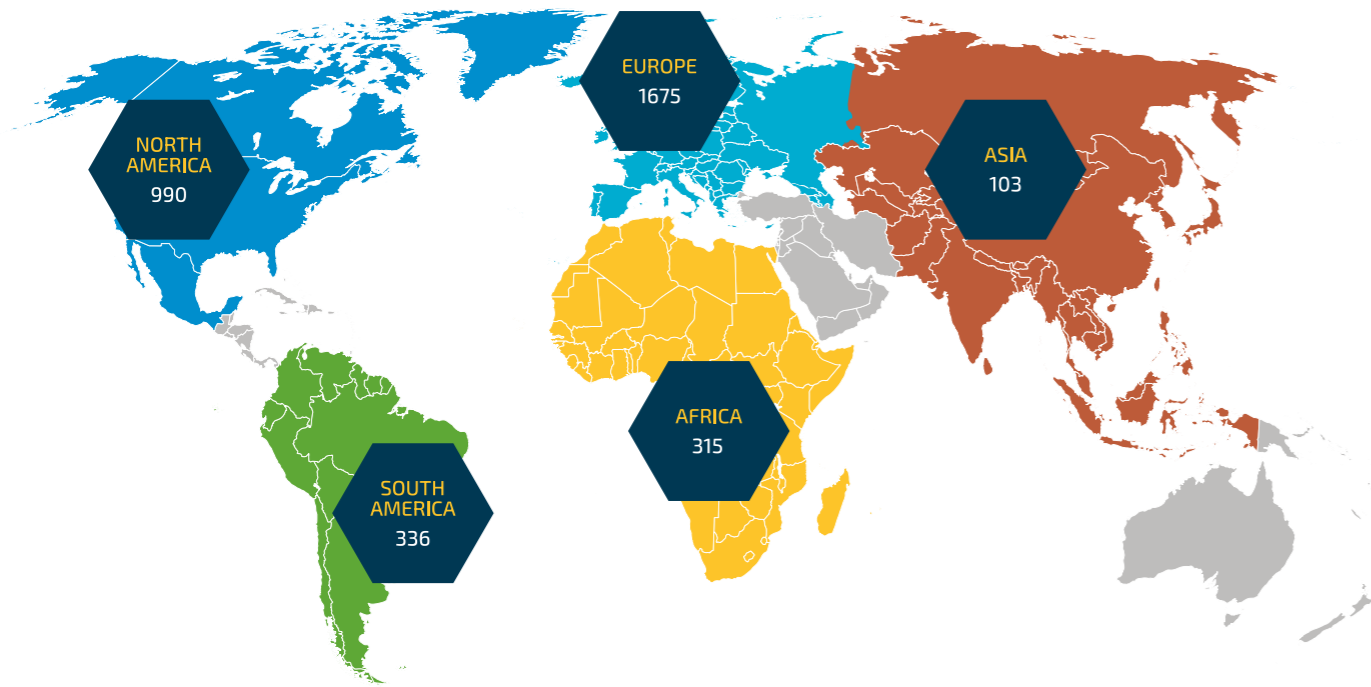 EUROPE
1675
NORTH
AMERICA
990
ASIA
103
AFRICA
315
SOUTH
AMERICA
336